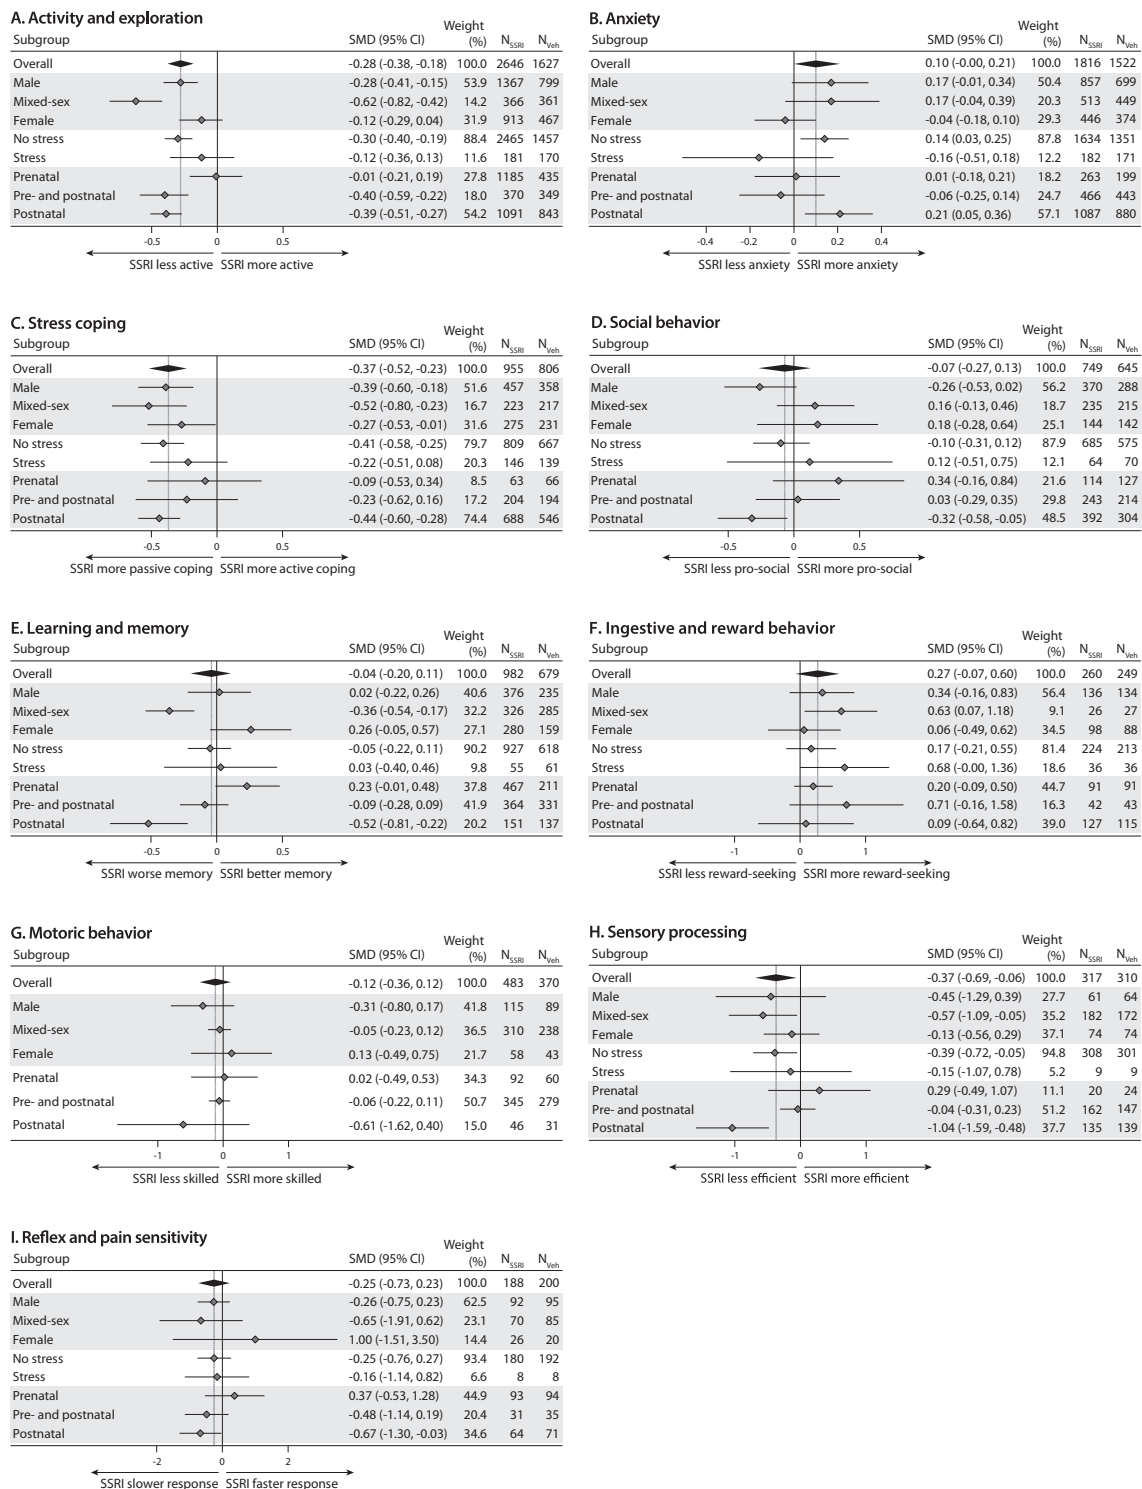 A. Activity and exploration
Subgroup SMD (95% CI) Weight (%) NSSRI NVeh
Overall -0.28 (-0.38, -0.18) 100.0 2646 1627
Male -0.28 (-0.41, -0.15) 53.9 1367 799
Mixed-sex -0.62 (-0.82, -0.42) 14.2 366 361
Female -0.12 (-0.29, 0.04) 31.9 913 467
No stress -0.30 (-0.40, -0.19) 88.4 2465 1457
Stress -0.12 (-0.36, 0.13) 11.6 181 170
Prenatal -0.01 (-0.21, 0.19) 27.8 1185 435
Pre- and postnatal -0.40 (-0.59, -0.22) 18.0 370 349
Postnatal -0.39 (-0.51, -0.27) 54.2 1091 843
-0.5 0 0.5
SSRI less active SSRI more active
B. Anxiety
Subgroup SMD (95% CI) Weight (%) NSSRI NVeh
Overall 0.10 (-0.00, 0.21) 100.0 1816 1522
Male 0.17 (-0.01, 0.34) 50.4 857 699
Mixed-sex 0.17 (-0.04, 0.39) 20.3 513 449
Female -0.04 (-0.18, 0.10) 29.3 446 374
No stress 0.14 (0.03, 0.25) 87.8 1634 1351
Stress -0.16 (-0.51, 0.18) 12.2 182 171
Prenatal 0.01 (-0.18, 0.21) 18.2 263 199
Pre- and postnatal -0.06 (-0.25, 0.14) 24.7 466 443
Postnatal 0.21 (0.05, 0.36) 57.1 1087 880
-0.4 -0.2 0 0.2 0.4
SSRI less anxiety SSRI more anxiety
C. Stress coping
Subgroup SMD (95% CI) Weight (%) NSSRI NVeh
Overall -0.37 (-0.52, -0.23) 100.0 955 806
Male -0.39 (-0.60, -0.18) 51.6 457 358
Mixed-sex -0.52 (-0.80, -0.23) 16.7 223 217
Female -0.27 (-0.53, -0.01) 31.6 275 231
No stress -0.41 (-0.58, -0.25) 79.7 809 667
Stress -0.22 (-0.51, 0.08) 20.3 146 139
Prenatal -0.09 (-0.53, 0.34) 8.5 63 66
Pre- and postnatal -0.23 (-0.62, 0.16) 17.2 204 194
Postnatal -0.44 (-0.60, -0.28) 74.4 688 546
-0.5 0 0.5
SSRI more passive coping SSRI more active coping
D. Social behavior
Subgroup SMD (95% CI) Weight (%) NSSRI NVeh
Overall -0.07 (-0.27, 0.13) 100.0 749 645
Male -0.26 (-0.53, 0.02) 56.2 370 288
Mixed-sex 0.16 (-0.13, 0.46) 18.7 235 215
Female 0.18 (-0.28, 0.64) 25.1 144 142
No stress -0.10 (-0.31, 0.12) 87.9 685 575
Stress 0.12 (-0.51, 0.75) 12.1 64 70
Prenatal 0.34 (-0.16, 0.84) 21.6 114 127
Pre- and postnatal 0.03 (-0.29, 0.35) 29.8 243 214
Postnatal -0.32 (-0.58, -0.05) 48.5 392 304
-0.5 0 0.5
SSRI less pro-social SSRI more pro-social
E. Learning and memory
Subgroup SMD (95% CI) Weight (%) NSSRI NVeh
Overall -0.04 (-0.20, 0.11) 100.0 982 679
Male 0.02 (-0.22, 0.26) 40.6 376 235
Mixed-sex -0.36 (-0.54, -0.17) 32.2 326 285
Female 0.26 (-0.05, 0.57) 27.1 280 159
No stress -0.05 (-0.22, 0.11) 90.2 927 618
Stress 0.03 (-0.40, 0.46) 9.8 55 61
Prenatal 0.23 (-0.01, 0.48) 37.8 467 211
Pre- and postnatal -0.09 (-0.28, 0.09) 41.9 364 331
Postnatal -0.52 (-0.81, -0.22) 20.2 151 137
-0.5 0 0.5
SSRI worse memory SSRI better memory
F. Ingestive and reward behavior
Subgroup SMD (95% CI) Weight (%) NSSRI NVeh
Overall 0.27 (-0.07, 0.60) 100.0 260 249
Male 0.34 (-0.16, 0.83) 56.4 136 134
Mixed-sex 0.63 (0.07, 1.18) 9.1 26 27
Female 0.06 (-0.49, 0.62) 34.5 98 88
No stress 0.17 (-0.21, 0.55) 81.4 224 213
Stress 0.68 (-0.00, 1.36) 18.6 36 36
Prenatal 0.20 (-0.09, 0.50) 44.7 91 91
Pre- and postnatal 0.71 (-0.16, 1.58) 16.3 42 43
Postnatal 0.09 (-0.64, 0.82) 39.0 127 115
-1 0 1
SSRI less reward-seeking SSRI more reward-seeking
G. Motoric behavior
Subgroup SMD (95% CI) Weight (%) NSSRI NVeh
Overall -0.12 (-0.36, 0.12) 100.0 483 370
Male -0.31 (-0.80, 0.17) 41.8 115 89
Mixed-sex -0.05 (-0.23, 0.12) 36.5 310 238
Female 0.13 (-0.49, 0.75) 21.7 58 43
Prenatal 0.02 (-0.49, 0.53) 34.3 92 60
Pre- and postnatal -0.06 (-0.22, 0.11) 50.7 345 279
Postnatal -0.61 (-1.62, 0.40) 15.0 46 31
-1 0 1
SSRI less skilled SSRI more skilled
H. Sensory processing
Subgroup SMD (95% CI) Weight (%) NSSRI NVeh
Overall -0.37 (-0.69, -0.06) 100.0 317 310
Male -0.45 (-1.29, 0.39) 27.7 61 64
Mixed-sex -0.57 (-1.09, -0.05) 35.2 182 172
Female -0.13 (-0.56, 0.29) 37.1 74 74
No stress -0.39 (-0.72, -0.05) 94.8 308 301
Stress -0.15 (-1.07, 0.78) 5.2 9 9
Prenatal 0.29 (-0.49, 1.07) 11.1 20 24
Pre- and postnatal -0.04 (-0.31, 0.23) 51.2 162 147
Postnatal -1.04 (-1.59, -0.48) 37.7 135 139
-1 0 1
SSRI less efficient SSRI more efficient
I. Reflex and pain sensitivity
Subgroup SMD (95% CI) Weight (%) NSSRI NVeh
Overall -0.25 (-0.73, 0.23) 100.0 188 200
Male -0.26 (-0.75, 0.23) 62.5 92 95
Mixed-sex -0.65 (-1.91, 0.62) 23.1 70 85
Female 1.00 (-1.51, 3.50) 14.4 26 20
No stress -0.25 (-0.76, 0.27) 93.4 180 192
Stress -0.16 (-1.14, 0.82) 6.6 8 8
Prenatal 0.37 (-0.53, 1.28) 44.9 93 94
Pre- and postnatal -0.48 (-1.14, 0.19) 20.4 31 35
Postnatal -0.67 (-1.30, -0.03) 34.6 64 71
-2 0 2
SSRI slower response SSRI faster response